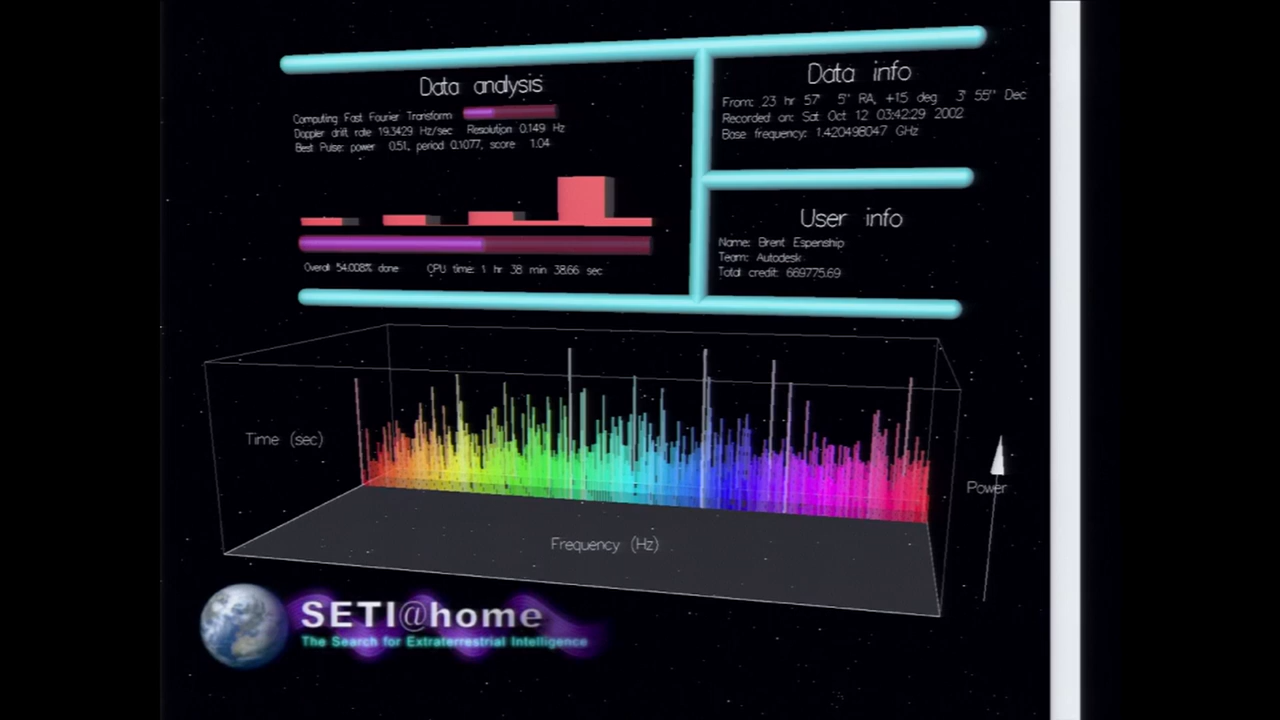 Data analysis
Computing Fast Fourier Transform
Doppler drift rate 19.3429 Hz/sec Resolution 0.149 Hz
Best Pulse: power 0.51, period 0.1077, score 1.04
Overall 54.008% done CPU time: 1 hr 38 min 38.66 sec
Data info
From: 23 hr 57' 5" RA, +15 deg 3' 55" Dec
Recorded on: Sat Oct 12 03:42:29 2002
Base frequency: 1.420498047 GHz
User info
Name: Brent Espenship
Team: Autodesk
Total credit: 669775.69
Time (sec)
Power
Frequency (Hz)
SETI@home
The Search for Extraterrestrial Intelligence